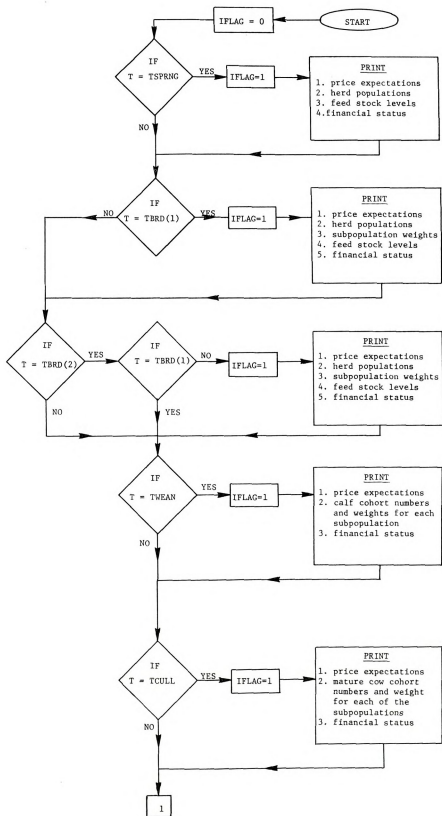 IFLAG = 0
START
IF
T = TSPRNG
YES
IFLAG=1
NO
PRINT
1. price expectations
2. herd populations
3. feed stock levels
4.financial status
IF
T = TBRD(1)
NO
YES
IFLAG=1
PRINT
1. price expectations
2. herd populations
3. subpopulation weights
4. feed stock levels
5. financial status
IF
T = TBRD(2)
YES
NO
IF
T = TBRD(1)
NO
YES
IFLAG=1
PRINT
1. price expectations
2. herd populations
3. subpopulation weights
4. feed stock levels
5. financial status
IF
T = TWEAN
YES
NO
IFLAG=1
PRINT
1. price expectations
2. calf cohort numbers
and weights for each
subpopulation
3. financial status
IF
T = TCULL
YES
NO
IFLAG=1
PRINT
1. price expectations
2. mature cow cohort
numbers and weight
for each of the
subpopulations
3. financial status
1